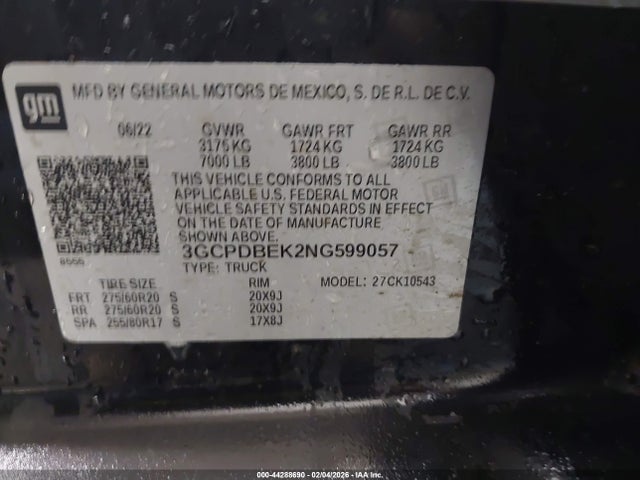 gm
MFD BY GENERAL MOTORS DE MEXICO, S. DE R.L. DE C.V.
06/22 GVWR GAWR FRT GAWR RR
3175 KG 1724 KG 1724 KG
7000 LB 3800 LB 3800 LB
THIS VEHICLE CONFORMS TO ALL
APPLICABLE U.S. FEDERAL MOTOR
VEHICLE SAFETY STANDARDS IN EFFECT
ON THE DATE OF MANUFACTURE
SHOWN ABOVE.
3GCPDBEK2NG599057
TYPE: TRUCK MODEL: 27CK10543
TIRE SIZE RIM
FRT 275/60R20 S 20X9J
RR 275/60R20 S 20X9J
SPA 255/80R17 S 17X8J
000-44288690 - 02/04/2026 - IAAI.com